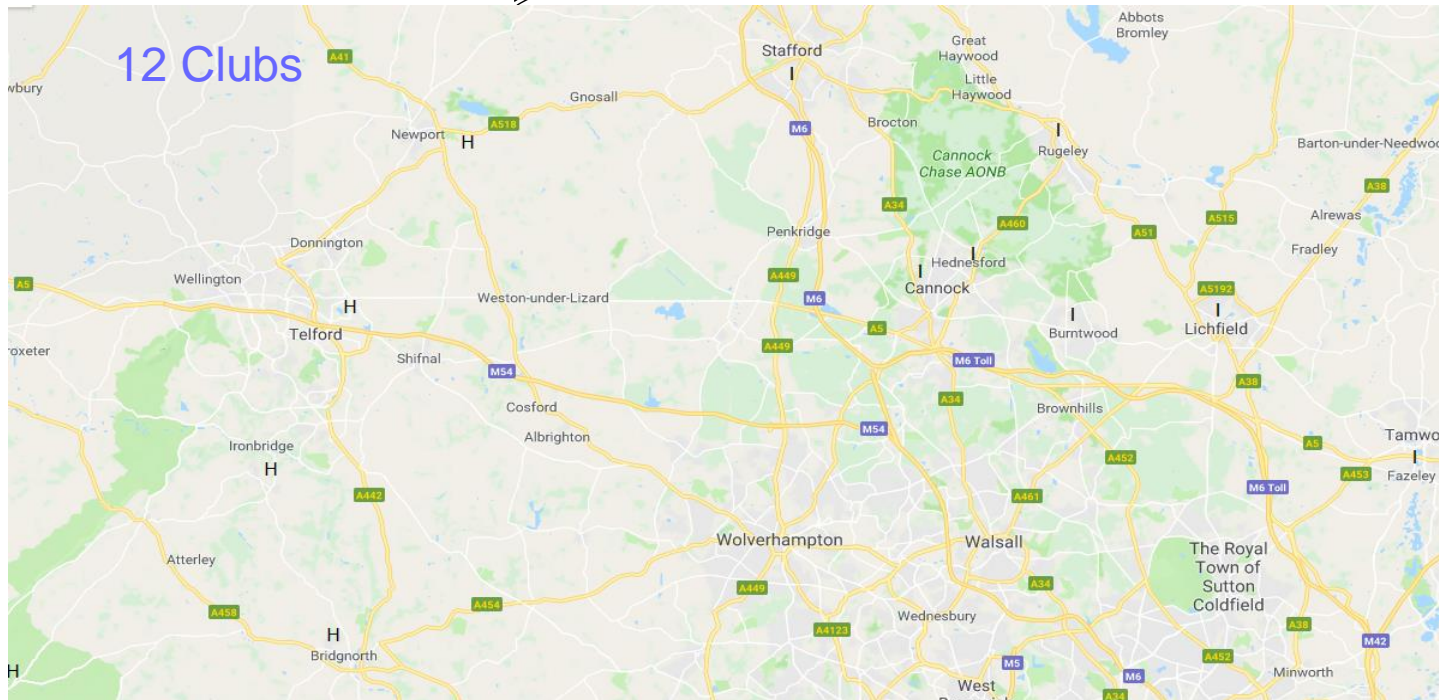 12 Clubs
Abbots
Bromley
Great
Haywood
Stafford
I
A41
Little
Haywood
wbury
Gnosall
A518
Newport
H
M6
Brocton
I
Rugeley
Barton-under-Needwoo
Cannock
Chase AONB
A38
A34
A460
A51
A515
Alrewas
Penkridge
Donnington
Fradley
Wellington
A449
I
Hednesford
I
Cannock
A5
Weston-under-Lizard
M6
A5192
H
I
I
Telford
A5
Burntwood
Lichfield
roxeter
Shifnal
A449
M6 Toll
M54
A38
Cosford
A34
Brownhills
Albrighton
M54
Tamwo
Ironbridge
A5
A452
I
H
A453
Fazeley
A442
A461
M6 Toll
Wolverhampton
Walsall
The Royal
Town of
Sutton
Coldfield
Atterley
A449
A34
A458
A454
Wednesbury
A4123
A38
H
M42
Bridgnorth
A452
H
M5
M6
Minworth
West
A34